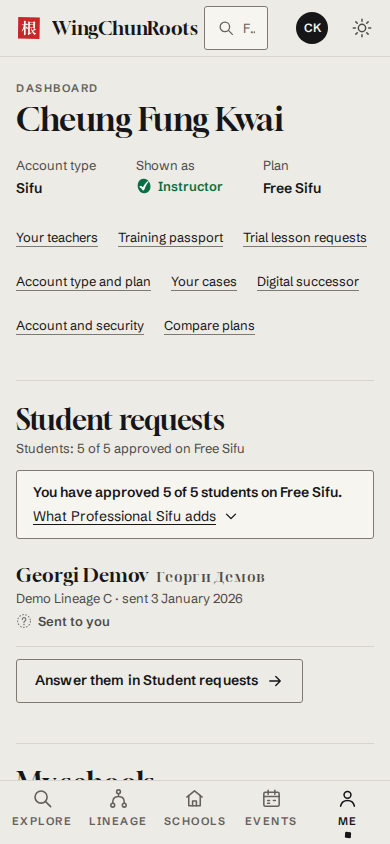 根 WingChunRoots F.. CK
DASHBOARD
Cheung Fung Kwai
Account type Shown as Plan
Sifu Instructor Free Sifu
Your teachers Training passport Trial lesson requests
Account type and plan Your cases Digital successor
Account and security Compare plans
Student requests
Students: 5 of 5 approved on Free Sifu
You have approved 5 of 5 students on Free Sifu.
What Professional Sifu adds
Georgi Demov Георги Демов
Demo Lineage C · sent 3 January 2026
Sent to you
Answer them in Student requests
My schools
EXPLORE LINEAGE SCHOOLS EVENTS ME